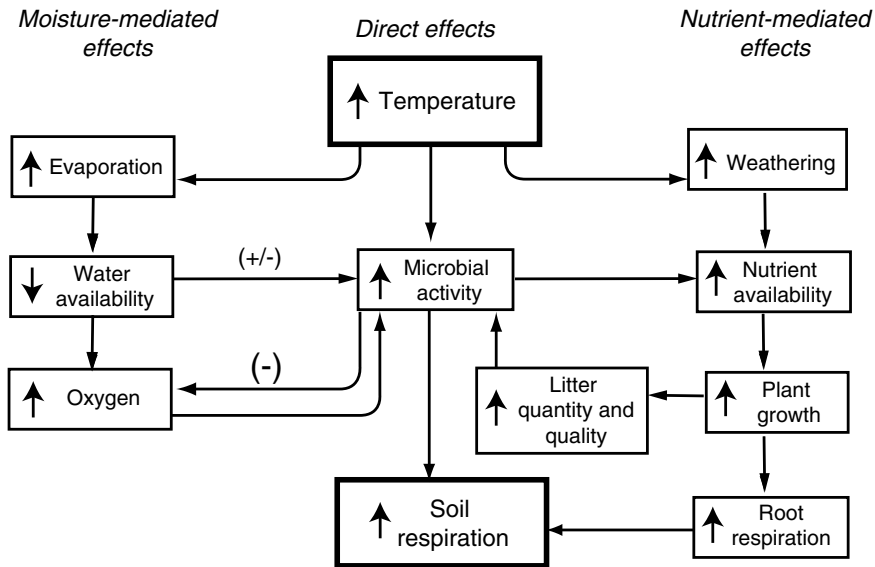 Moisture-mediated
effects
Direct effects
Nutrient-mediated
effects
Temperature
Evaporation
Weathering
Water
availability
(+/-)
Microbial
activity
Nutrient
availability
Oxygen
(-)
Litter
quantity and
quality
Plant
growth
Soil
respiration
Root
respiration